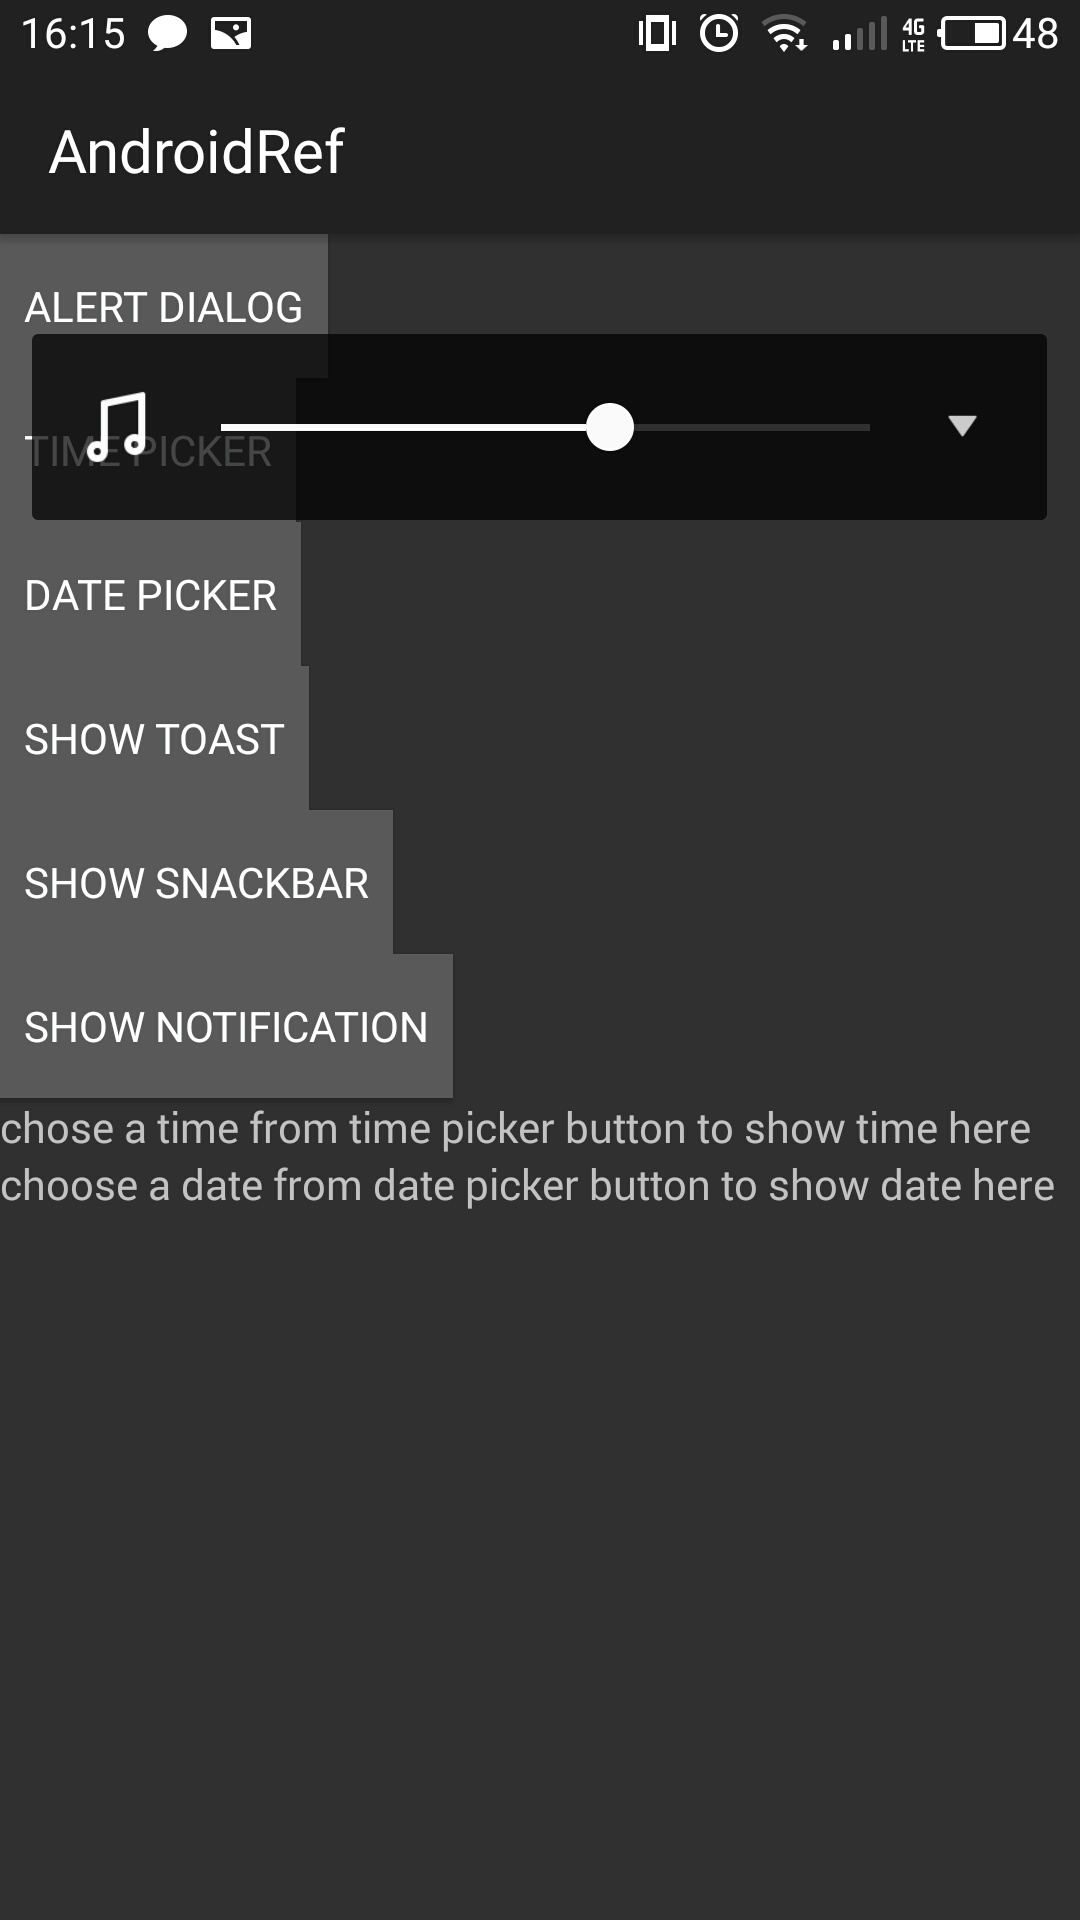 16:15 4G LTE 48
AndroidRef
ALERT DIALOG
TIME PICKER
DATE PICKER
SHOW TOAST
SHOW SNACKBAR
SHOW NOTIFICATION
chose a time from time picker button to show time here
choose a date from date picker button to show date here